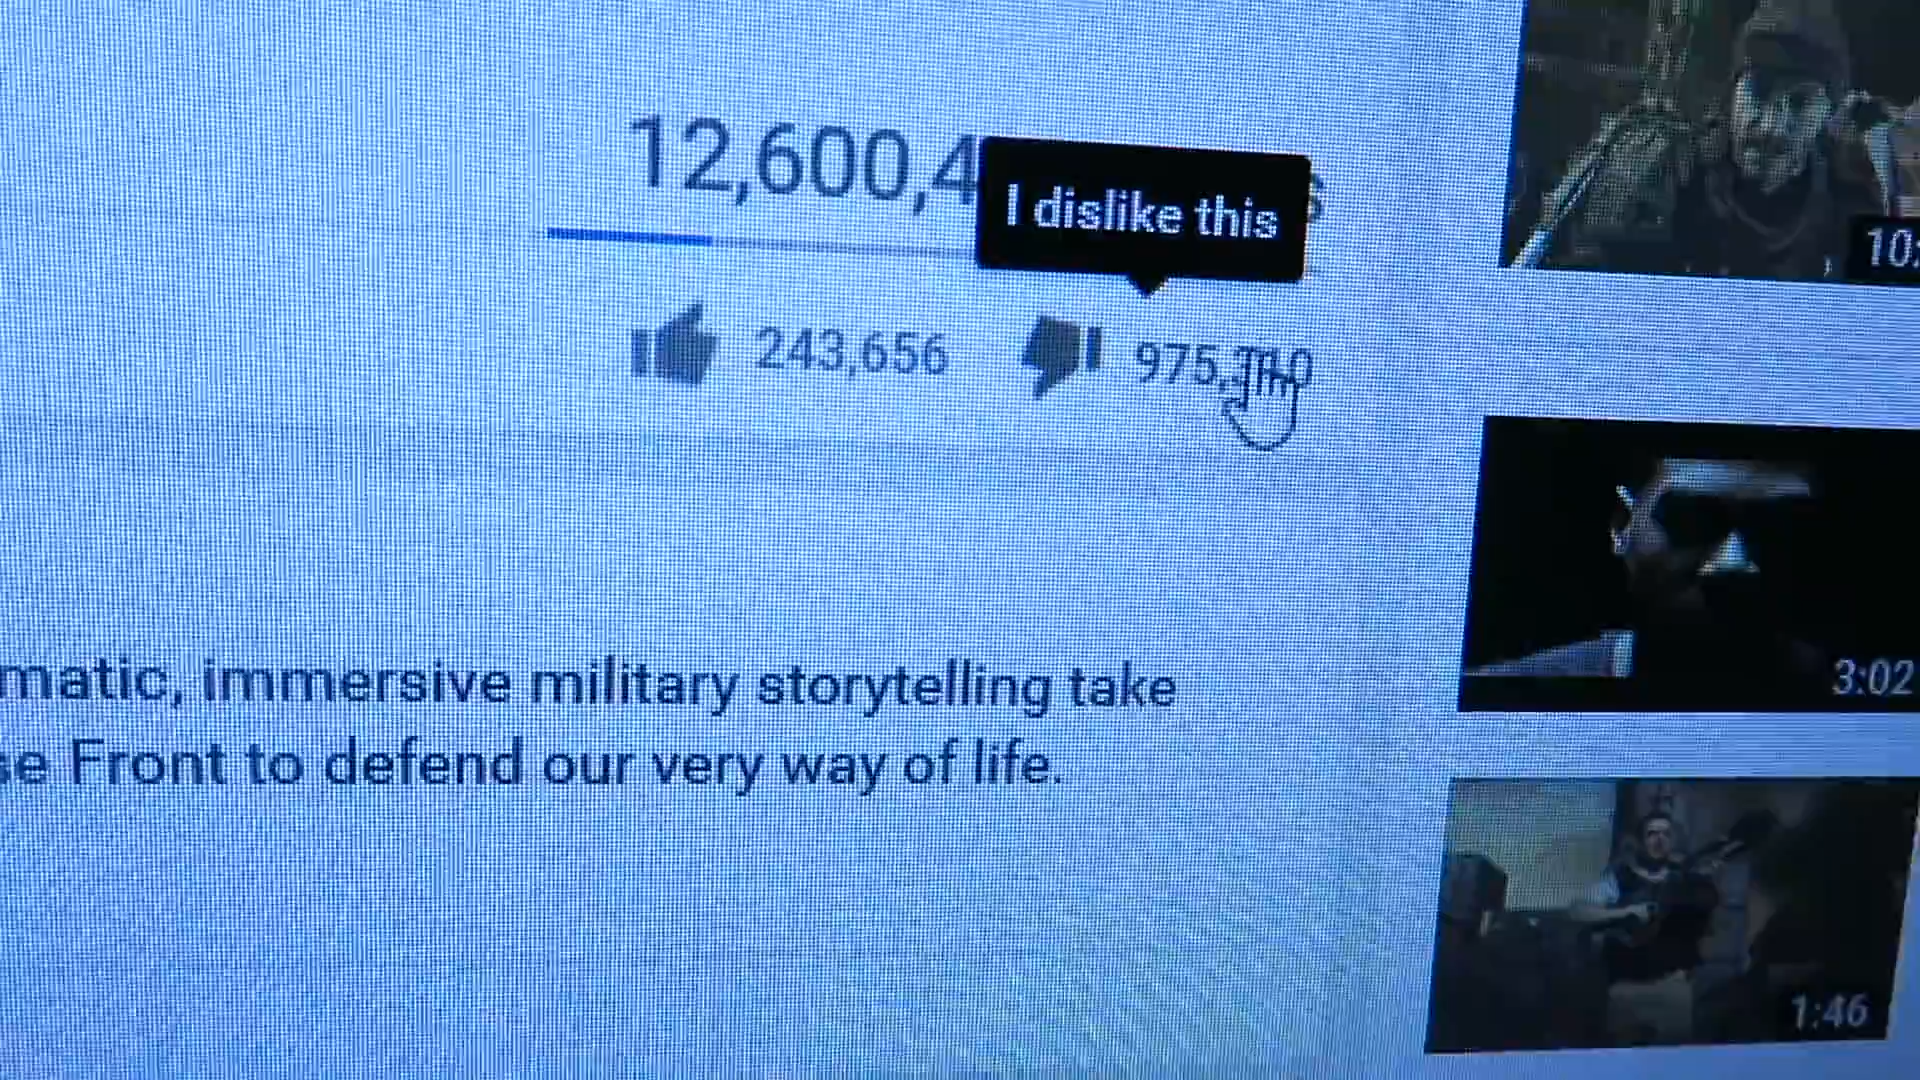 12,600,4
I dislike this
243,656 975,
matic, immersive military storytelling take
se Front to defend our very way of life.
10:
3:02
1:46